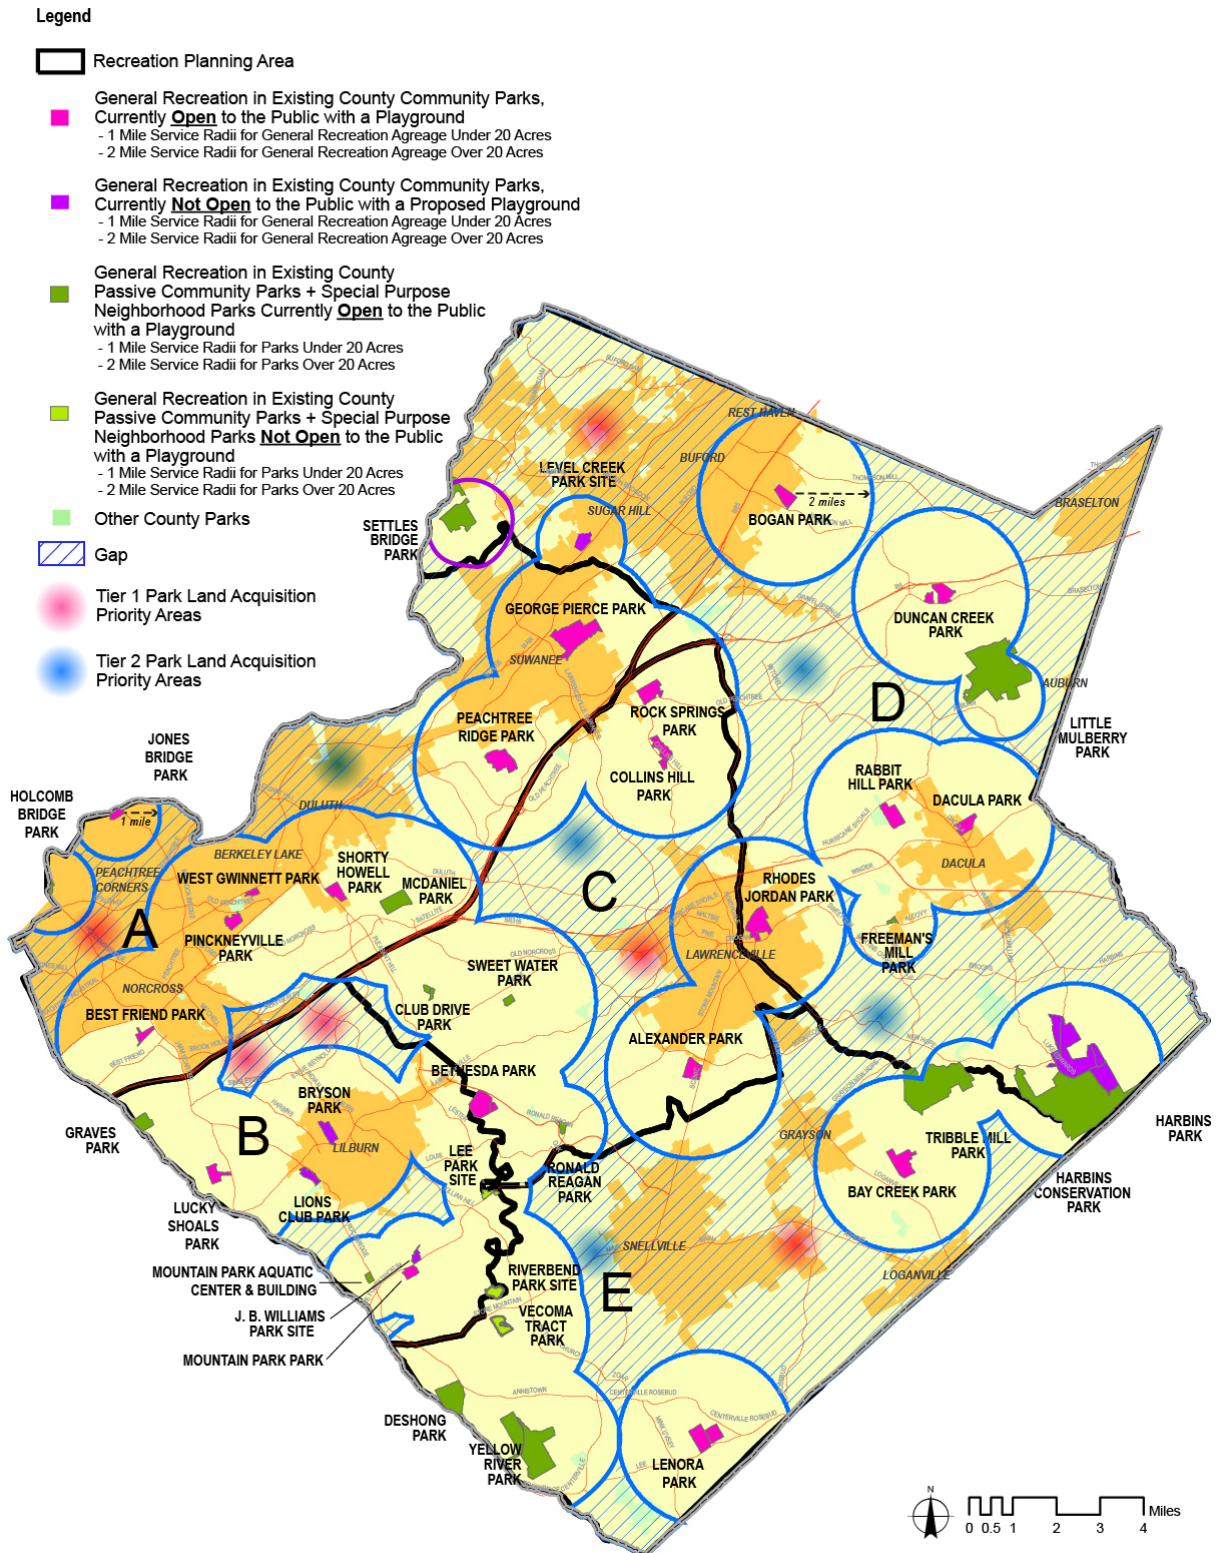 Legend
Recreation Planning Area
General Recreation in Existing County Community Parks,
Currently Open to the Public with a Playground
- 1 Mile Service Radii for General Recreation Agreage Under 20 Acres
- 2 Mile Service Radii for General Recreation Agreage Over 20 Acres
General Recreation in Existing County Community Parks,
Currently Not Open to the Public with a Proposed Playground
- 1 Mile Service Radii for General Recreation Agreage Under 20 Acres
- 2 Mile Service Radii for General Recreation Agreage Over 20 Acres
General Recreation in Existing County
Passive Community Parks + Special Purpose
Neighborhood Parks Currently Open to the Public
with a Playground
- 1 Mile Service Radii for Parks Under 20 Acres
- 2 Mile Service Radii for Parks Over 20 Acres
General Recreation in Existing County
Passive Community Parks + Special Purpose
Neighborhood Parks Not Open to the Public
with a Playground
- 1 Mile Service Radii for Parks Under 20 Acres
- 2 Mile Service Radii for Parks Over 20 Acres
Other County Parks
Gap
Tier 1 Park Land Acquisition
Priority Areas
Tier 2 Park Land Acquisition
Priority Areas
REST HAVEN
BUFORD
LEVEL CREEK
PARK SITE
SUGAR HILL
2 miles
BOGAN PARK
BRASELTON
SETTLES
BRIDGE
PARK
GEORGE PIERCE PARK
SUWANEE
DUNCAN CREEK
PARK
AUBURN
D
LITTLE
MULBERRY
PARK
PEACHTREE
RIDGE PARK
ROCK SPRINGS
PARK
COLLINS HILL
PARK
JONES
BRIDGE
PARK
HOLCOMB
BRIDGE
PARK
1 mile
DULUTH
RABBIT
HILL PARK
DACULA PARK
DACULA
PEACHTREE
CORNERS
BERKELEY LAKE
WEST GWINNETT PARK
SHORTY
HOWELL
PARK
MCDANIEL
PARK
C
RHODES
JORDAN PARK
A
PINCKNEYVILLE
PARK
LAWRENCEVILLE
FREEMAN'S
MILL
PARK
NORCROSS
BEST FRIEND PARK
SWEET WATER
PARK
CLUB DRIVE
PARK
ALEXANDER PARK
BETHESDA PARK
BRYSON
PARK
B
LILBURN
GRAVES
PARK
GRAYSON
TRIBBLE MILL
PARK
HARBINS
PARK
LEE
PARK
SITE
RONALD
REAGAN
PARK
BAY CREEK PARK
HARBINS
CONSERVATION
PARK
LUCKY
SHOALS
PARK
LIONS
CLUB PARK
SNELLVILLE
LOGANVILLE
MOUNTAIN PARK AQUATIC
CENTER & BUILDING
RIVERBEND
PARK SITE
E
J. B. WILLIAMS
PARK SITE
VECOMA
TRACT
PARK
MOUNTAIN PARK PARK
DESHONG
PARK
YELLOW
RIVER
PARK
LENORA
PARK
ANNISTOWN
CENTERVILLE ROSEBUD
CENTERVILLE ROSEBUD
N
0 0.5 1 2 3 4
Miles